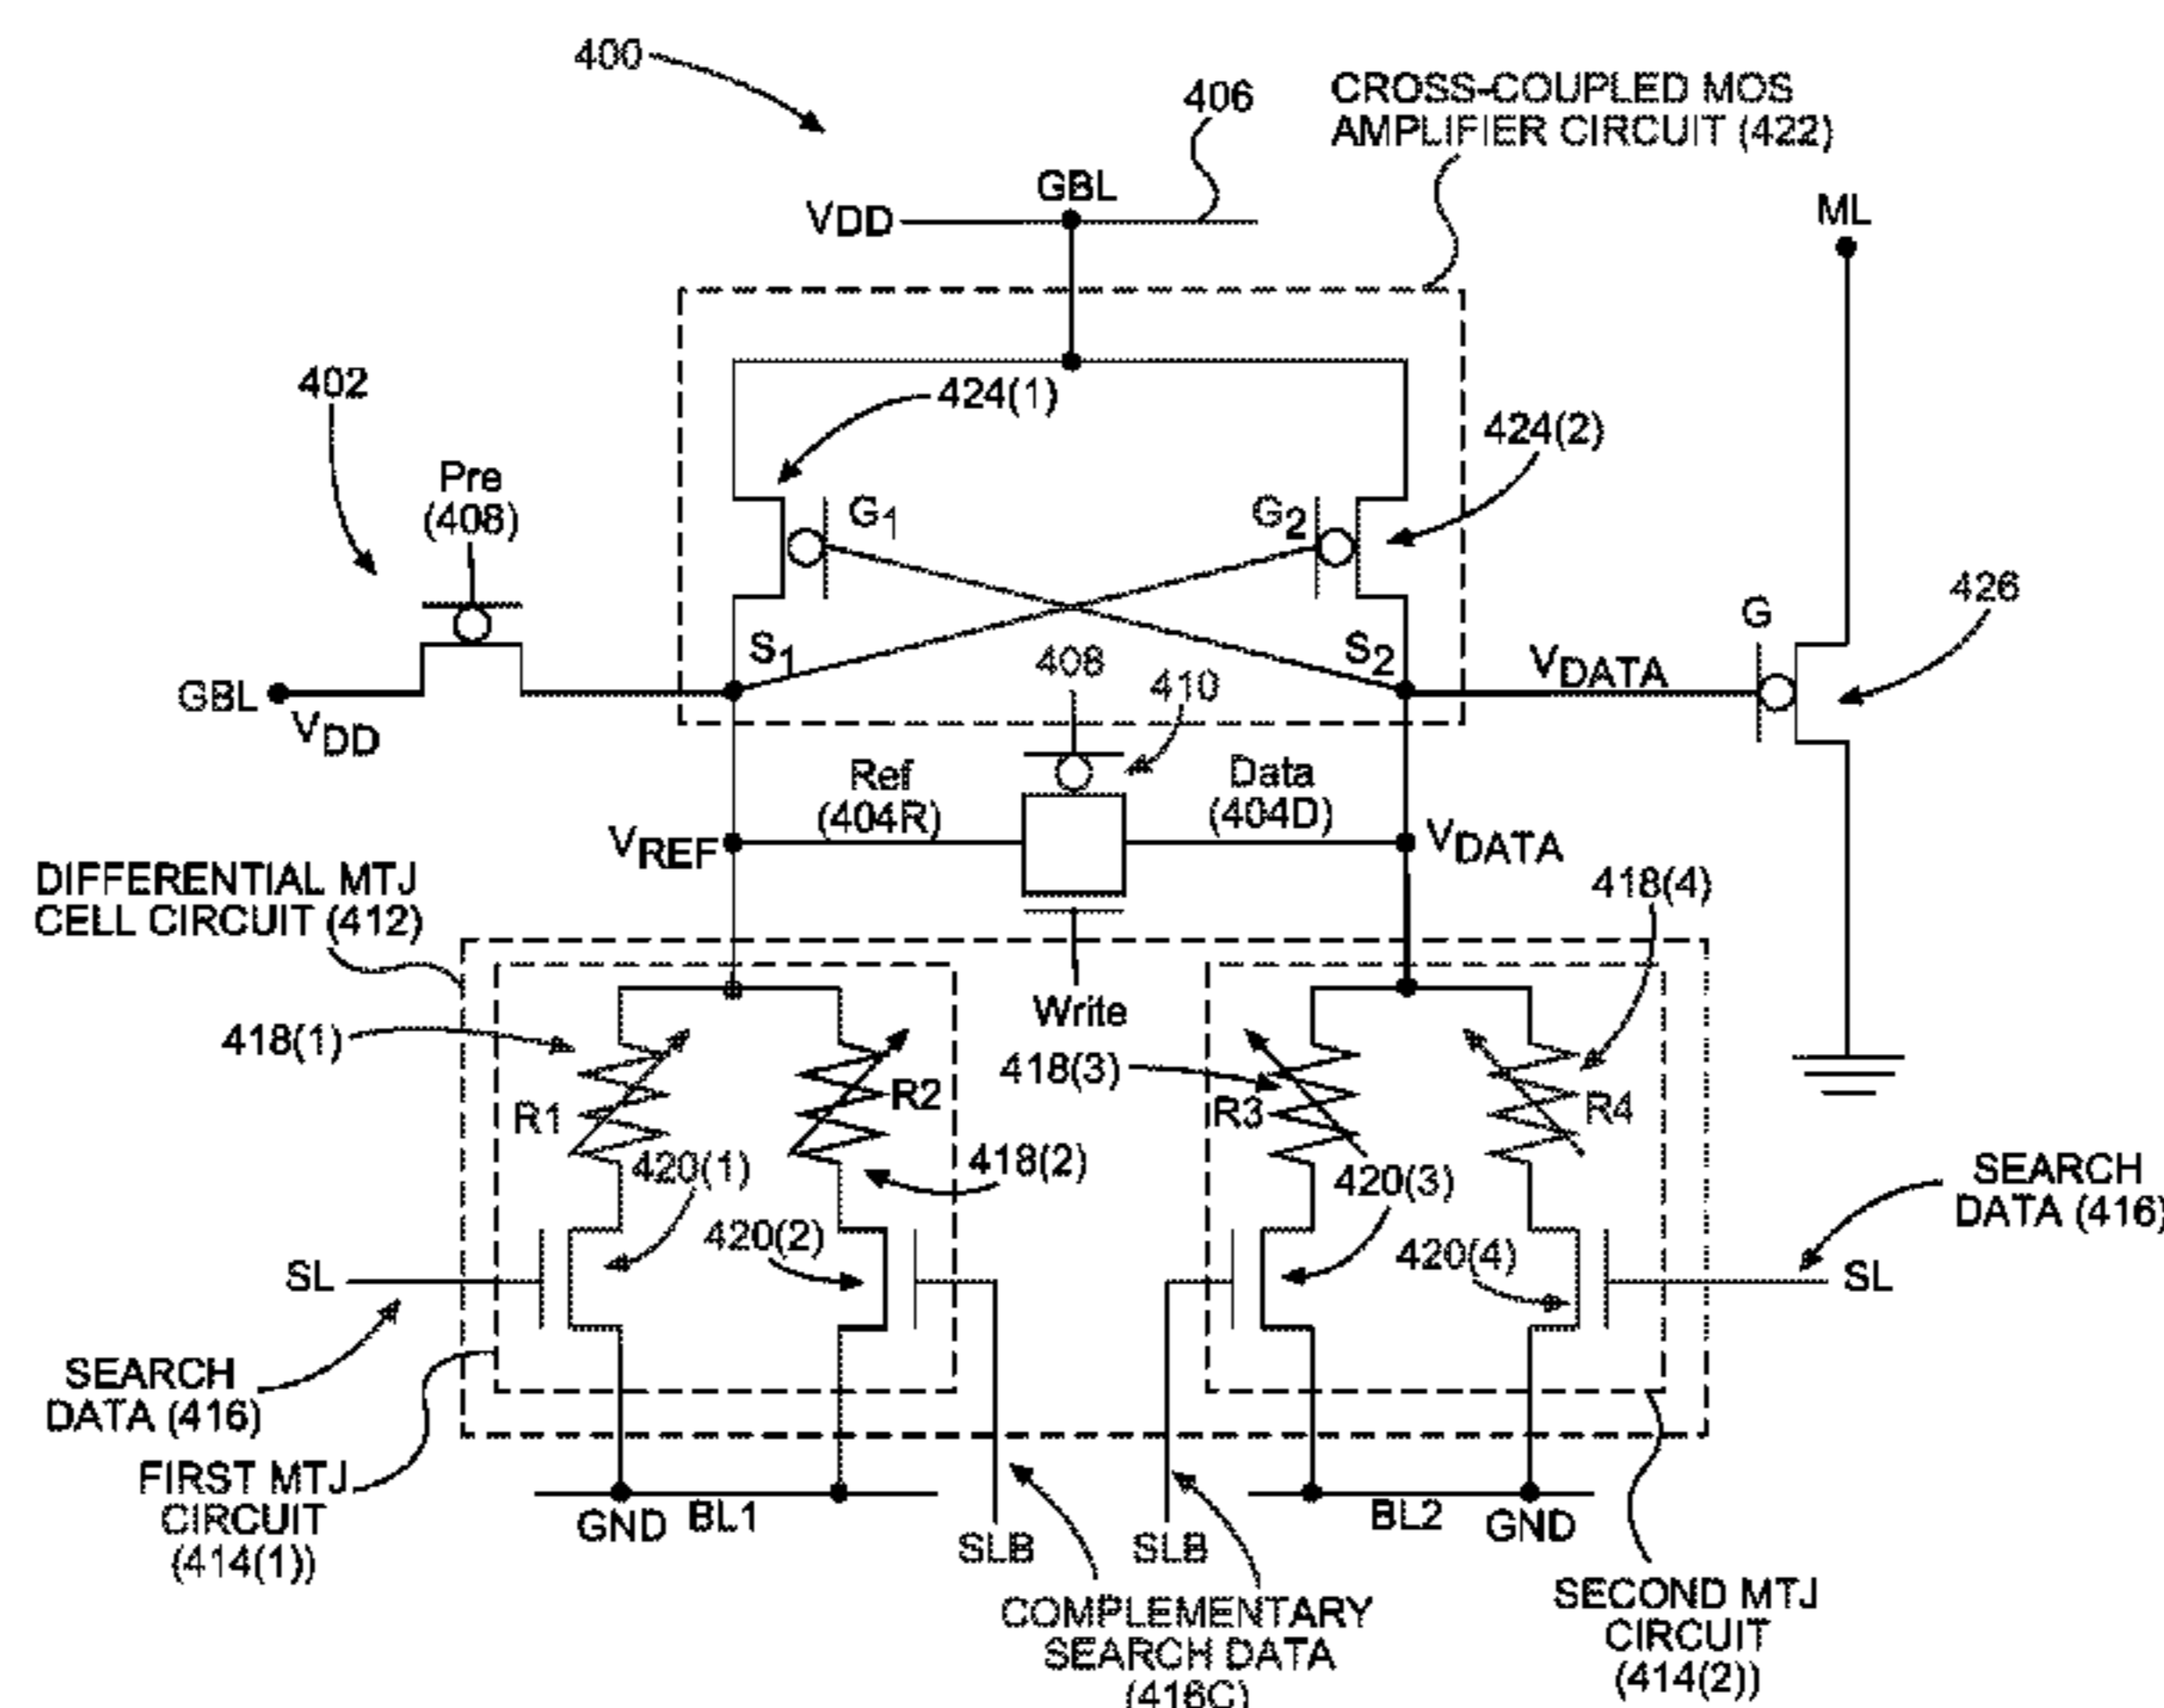 400
406
CROSS-COUPLED MOS
AMPLIFIER CIRCUIT (422)
GBL
VDD
ML
402
424(1)
424(2)
Pre
(408)
G1
G2
426
G
S1
S2
408
410
VDATA
GBL
VDD
Ref
(404R)
Data
(404D)
VREF
VDATA
DIFFERENTIAL MTJ
CELL CIRCUIT (412)
418(4)
Write
418(1)
418(3)
R1
R2
R3
R4
420(1)
418(2)
420(3)
SEARCH
DATA (416)
420(2)
420(4)
SL
SL
SEARCH
DATA (416)
FIRST MTJ
CIRCUIT
(414(1))
GND
BL1
BL2
GND
SLB
SLB
COMPLEMENTARY
SEARCH DATA
(416C)
SECOND MTJ
CIRCUIT
(414(2))